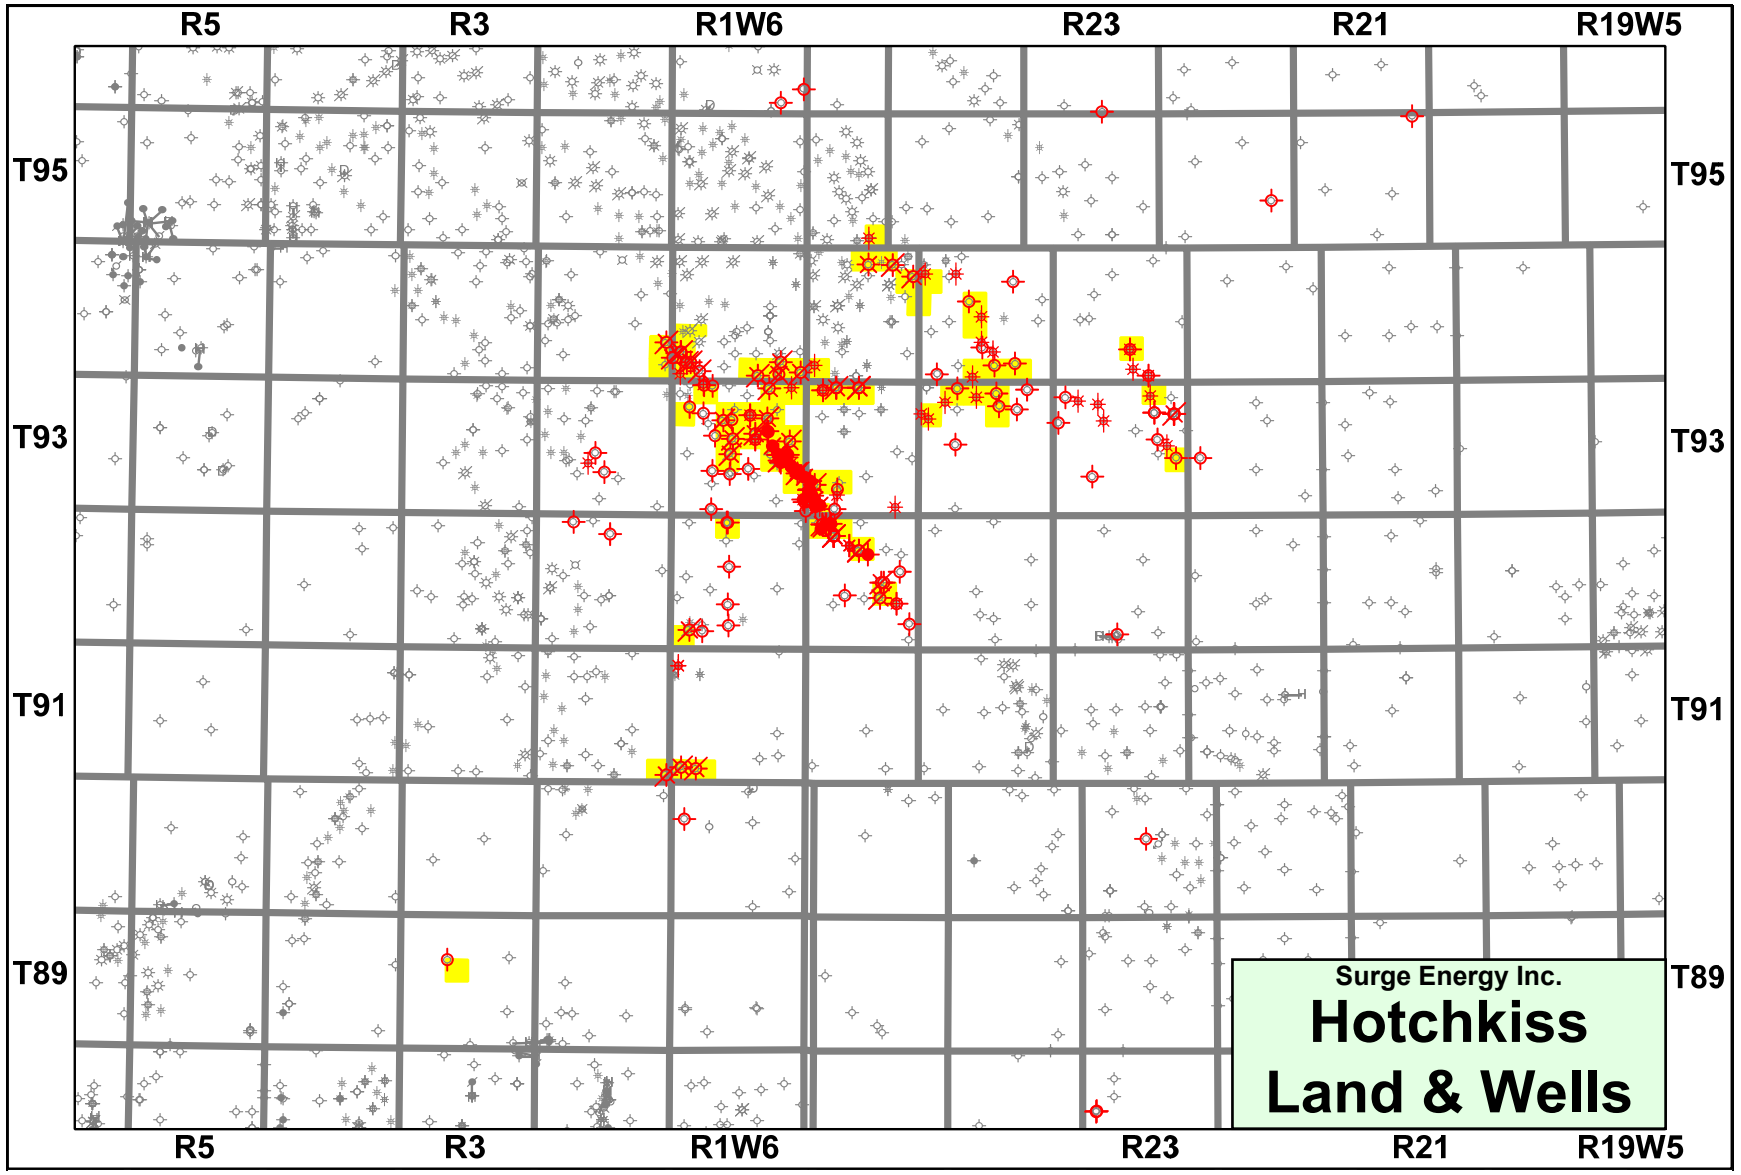 R5 R3 R1W6 R23 R21 R19W5
T95 T95
T93 T93
T91 T91
T89 T89
Surge Energy Inc.
Hotchkiss
Land & Wells
R5 R3 R1W6 R23 R21 R19W5